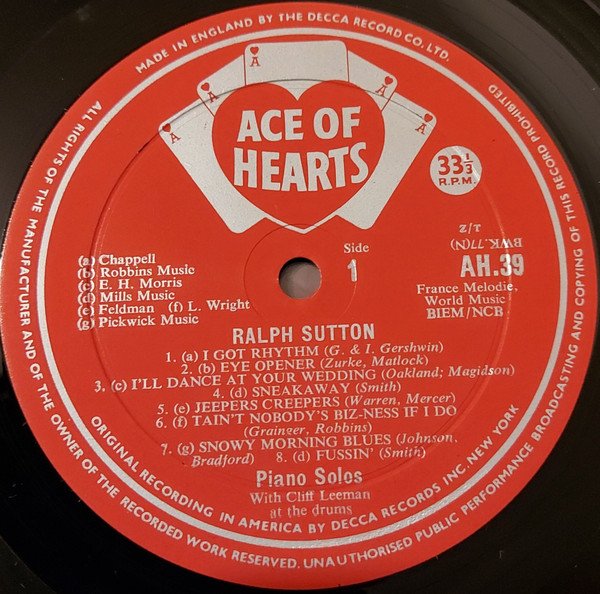 MADE IN ENGLAND BY THE DECCA RECORD CO. LTD.
ALL RIGHTS OF THE MANUFACTURER AND OF THE OWNER OF THE RECORDED WORK RESERVED. UNAUTHORISED PUBLIC PERFORMANCE BROADCASTING AND COPYING OF THIS RECORD PROHIBITED
A
A
A
A
A
ACE OF
HEARTS
33 1/3
R.P.M.
(a) Chappell
(b) Robbins Music
(c) E. H. Morris
(d) Mills Music
(e) Feldman (f) L. Wright
(g) Pickwick Music
Side
1
BWK.77(N)
T/Z
AH.39
France Melodie,
World Music
BIEM/NCB
RALPH SUTTON
1. (a) I GOT RHYTHM (G. & I. Gershwin)
2. (b) EYE OPENER (Zurke, Matlock)
3. (c) I'LL DANCE AT YOUR WEDDING (Oakland; Magidson)
4. (d) SNEAKAWAY (Smith)
5. (e) JEEPERS CREEPERS (Warren, Mercer)
6. (f) TAIN'T NOBODY'S BIZ-NESS IF I DO
(Grainger, Robbins)
7. (g) SNOWY MORNING BLUES (Johnson,
Bradford) 8. (d) FUSSIN' (Smith)
Piano Solos
With Cliff Leeman
at the drums
ORIGINAL RECORDING IN AMERICA BY DECCA RECORDS INC. NEW YORK